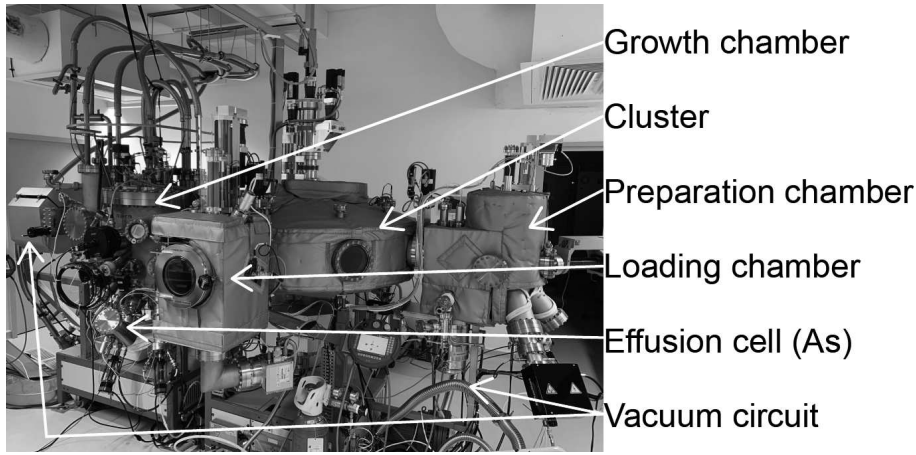 Growth chamber
Cluster
Preparation chamber
Loading chamber
Effusion cell (As)
Vacuum circuit